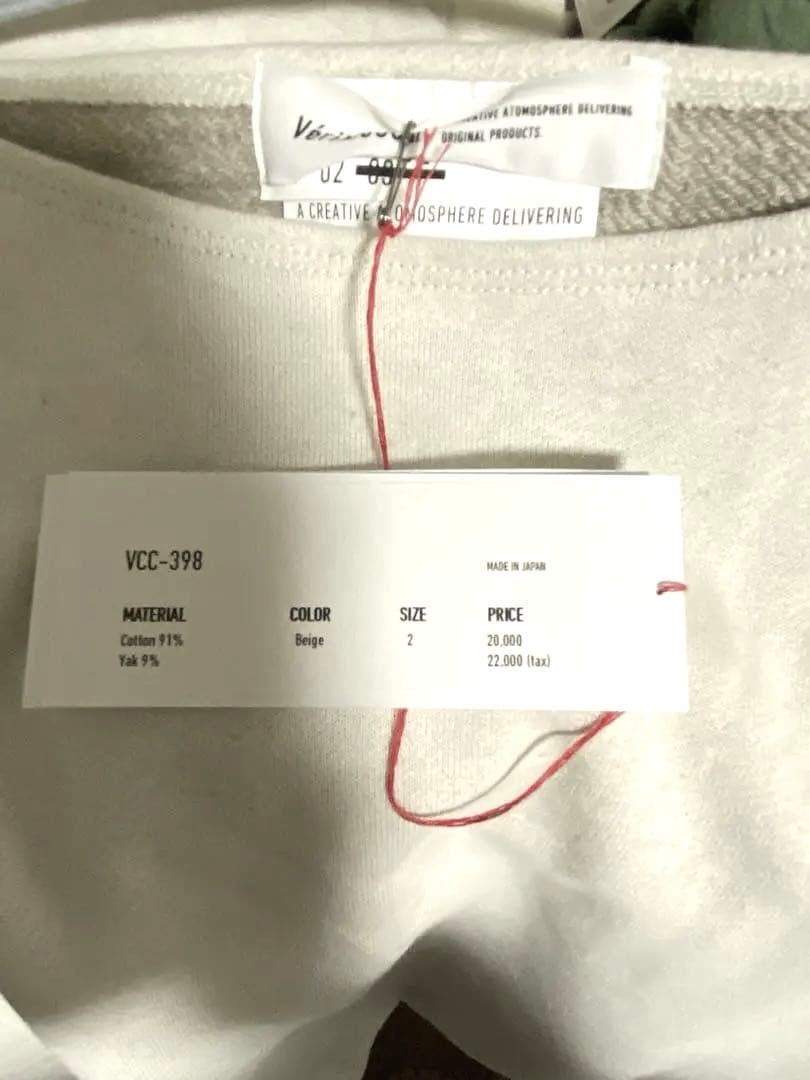 ATOMOSPHERE DELIVERING
ORIGINAL PRODUCTS
02
A CREATIVE OMOSPHERE DELIVERING
VCC-398
MADE IN JAPAN
MATERIAL COLOR SIZE PRICE
Cotton 91% Beige 2 20,000
Yak 9% 22,000 (tax)